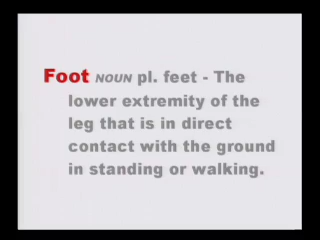 Foot NOUN pl. feet - The
lower extremity of the
leg that is in direct
contact with the ground
in standing or walking.